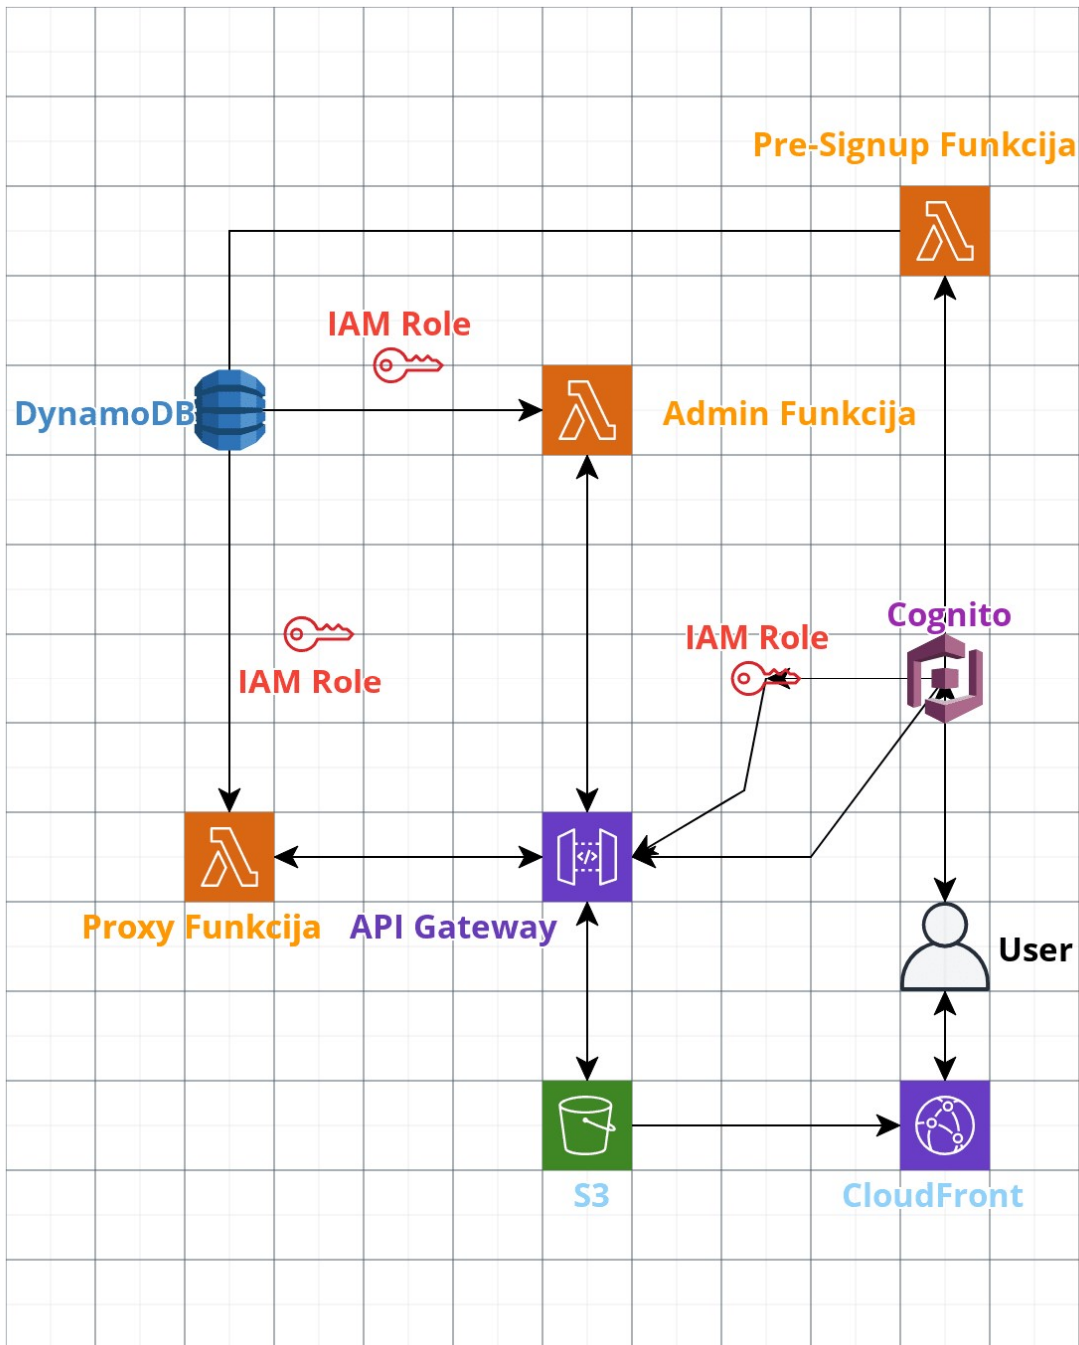 Pre-Signup Funkcija
IAM Role
DynamoDB
Admin Funkcija
Cognito
IAM Role
IAM Role
</>
Proxy Funkcija
API Gateway
User
S3
CloudFront